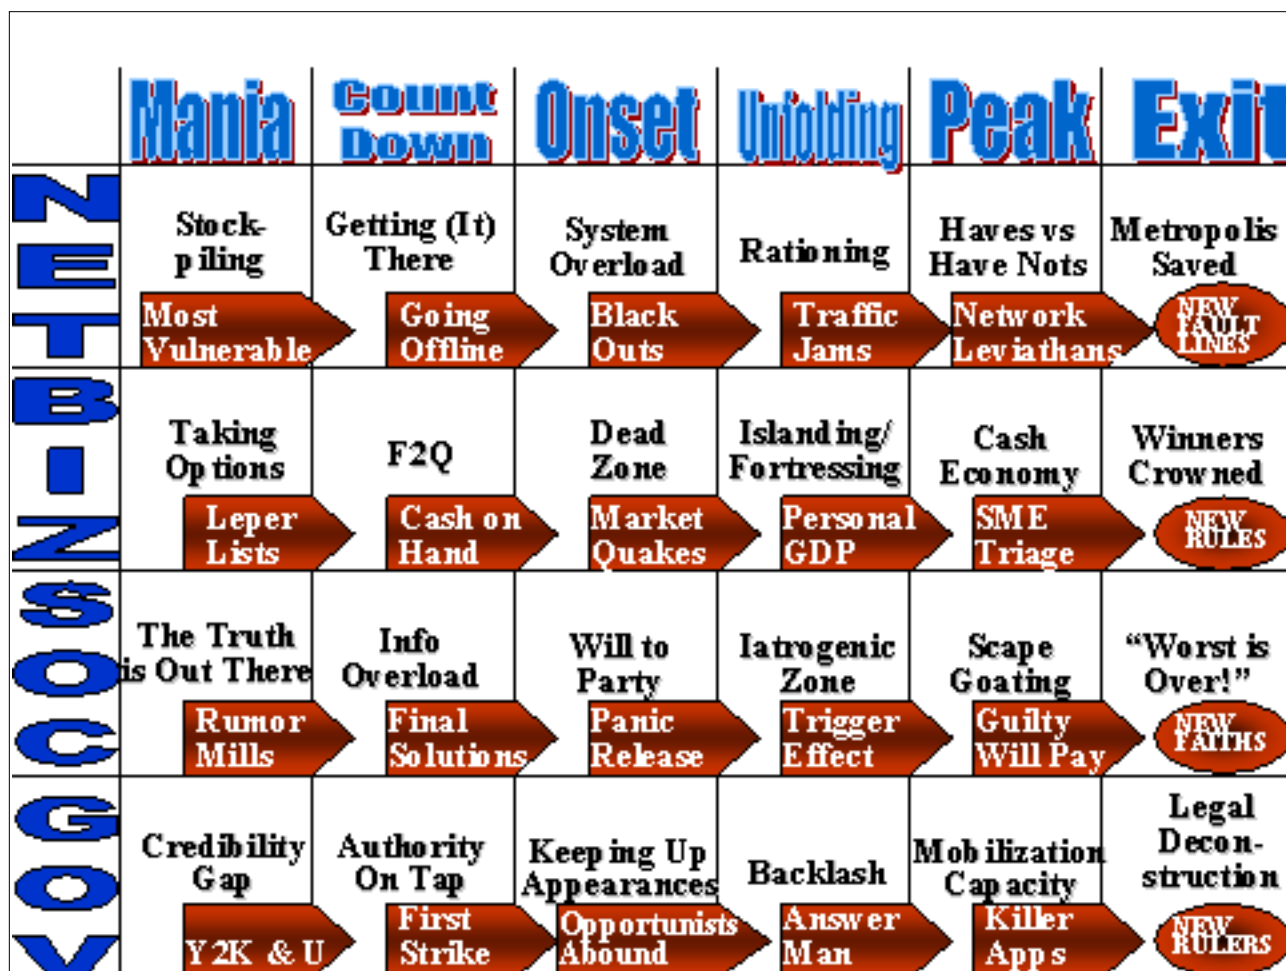 Mania
Count
Down
Onset
Unfolding
Peak
Exit
NET
Stock-
piling
Most
Vulnerable
Getting (It)
There
Going
Offline
System
Overload
Black
Outs
Rationing
Traffic
Jams
Haves vs
Have Nots
Network
Leviathans
Metropolis
Saved
NEW
FAULT
LINES
BIZ
Taking
Options
Leper
Lists
F2Q
Cash on
Hand
Dead
Zone
Market
Quakes
Islanding/
Fortressing
Personal
GDP
Cash
Economy
SME
Triage
Winners
Crowned
NEW
RULES
SOC
The Truth
is Out There
Rumor
Mills
Info
Overload
Final
Solutions
Will to
Party
Panic
Release
Iatrogenic
Zone
Trigger
Effect
Scape
Goating
Guilty
Will Pay
“Worst is
Over!”
NEW
FAITHS
GOV
Credibility
Gap
Y2K & U
Authority
On Tap
First
Strike
Keeping Up
Appearances
Opportunists
Abound
Backlash
Answer
Man
Mobilization
Capacity
Killer
Apps
Legal
Decon-
struction
NEW
RULERS